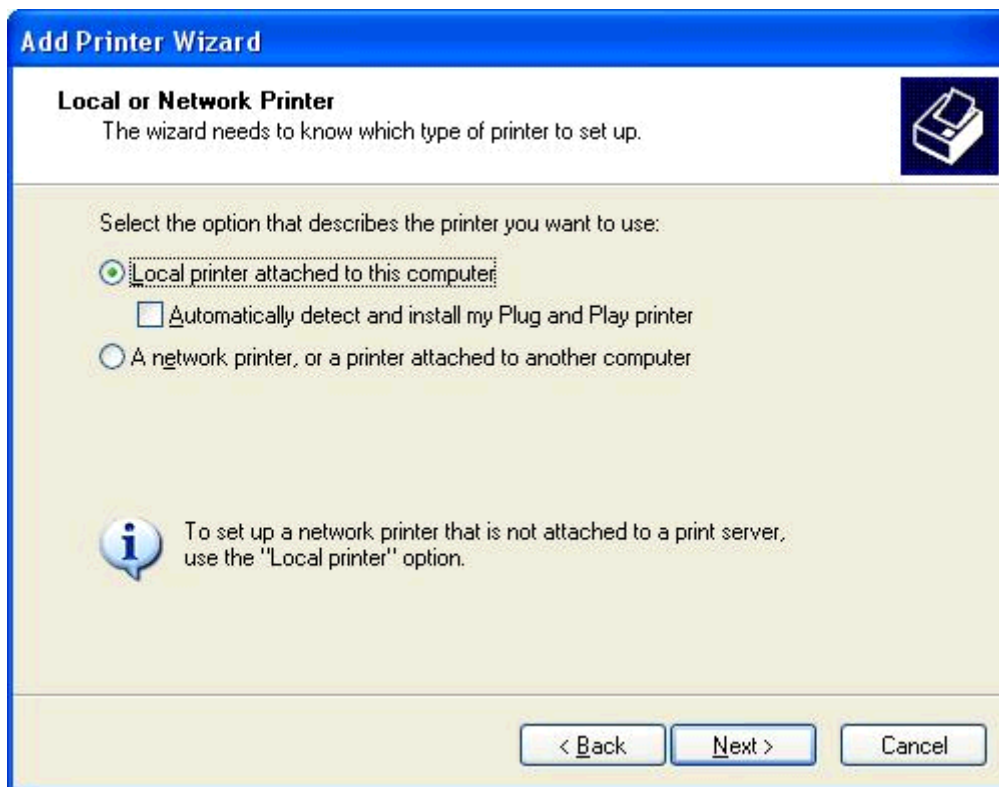 Add Printer Wizard
Local or Network Printer
The wizard needs to know which type of printer to set up.
Select the option that describes the printer you want to use:
Local printer attached to this computer
Automatically detect and install my Plug and Play printer
A network printer, or a printer attached to another computer
To set up a network printer that is not attached to a print server,
use the "Local printer" option.
< Back Next > Cancel